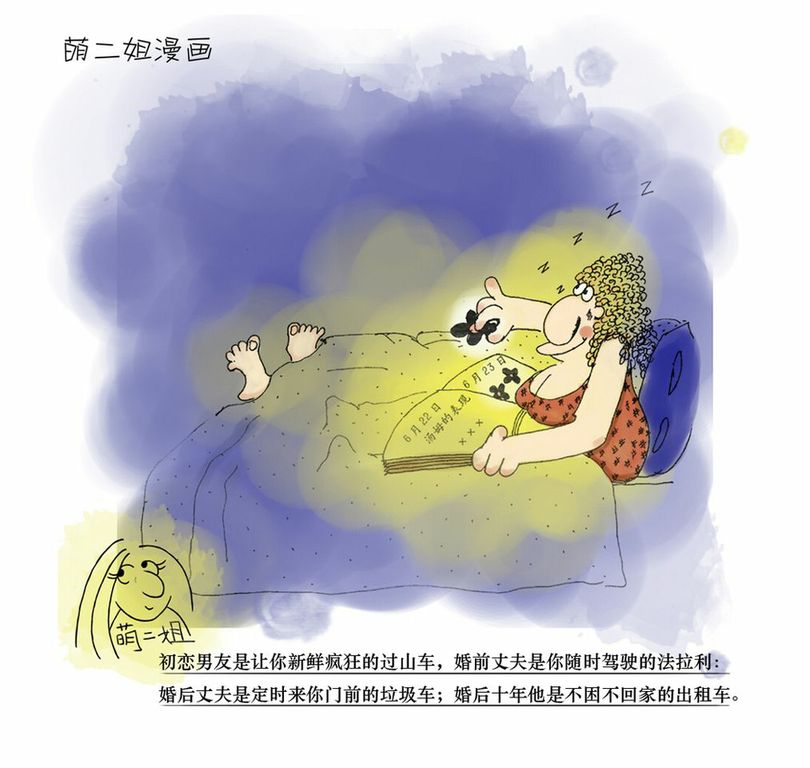 萌二姐漫画
Z
Z
Z
Z
Z
6月22日
汤姆的表现
×××
6月23日
萌二姐
初恋男友是让你新鲜疯狂的过山车，婚前丈夫是你随时驾驶的法拉利：
婚后丈夫是定时来你门前的垃圾车；婚后十年他是不困不回家的出租车。